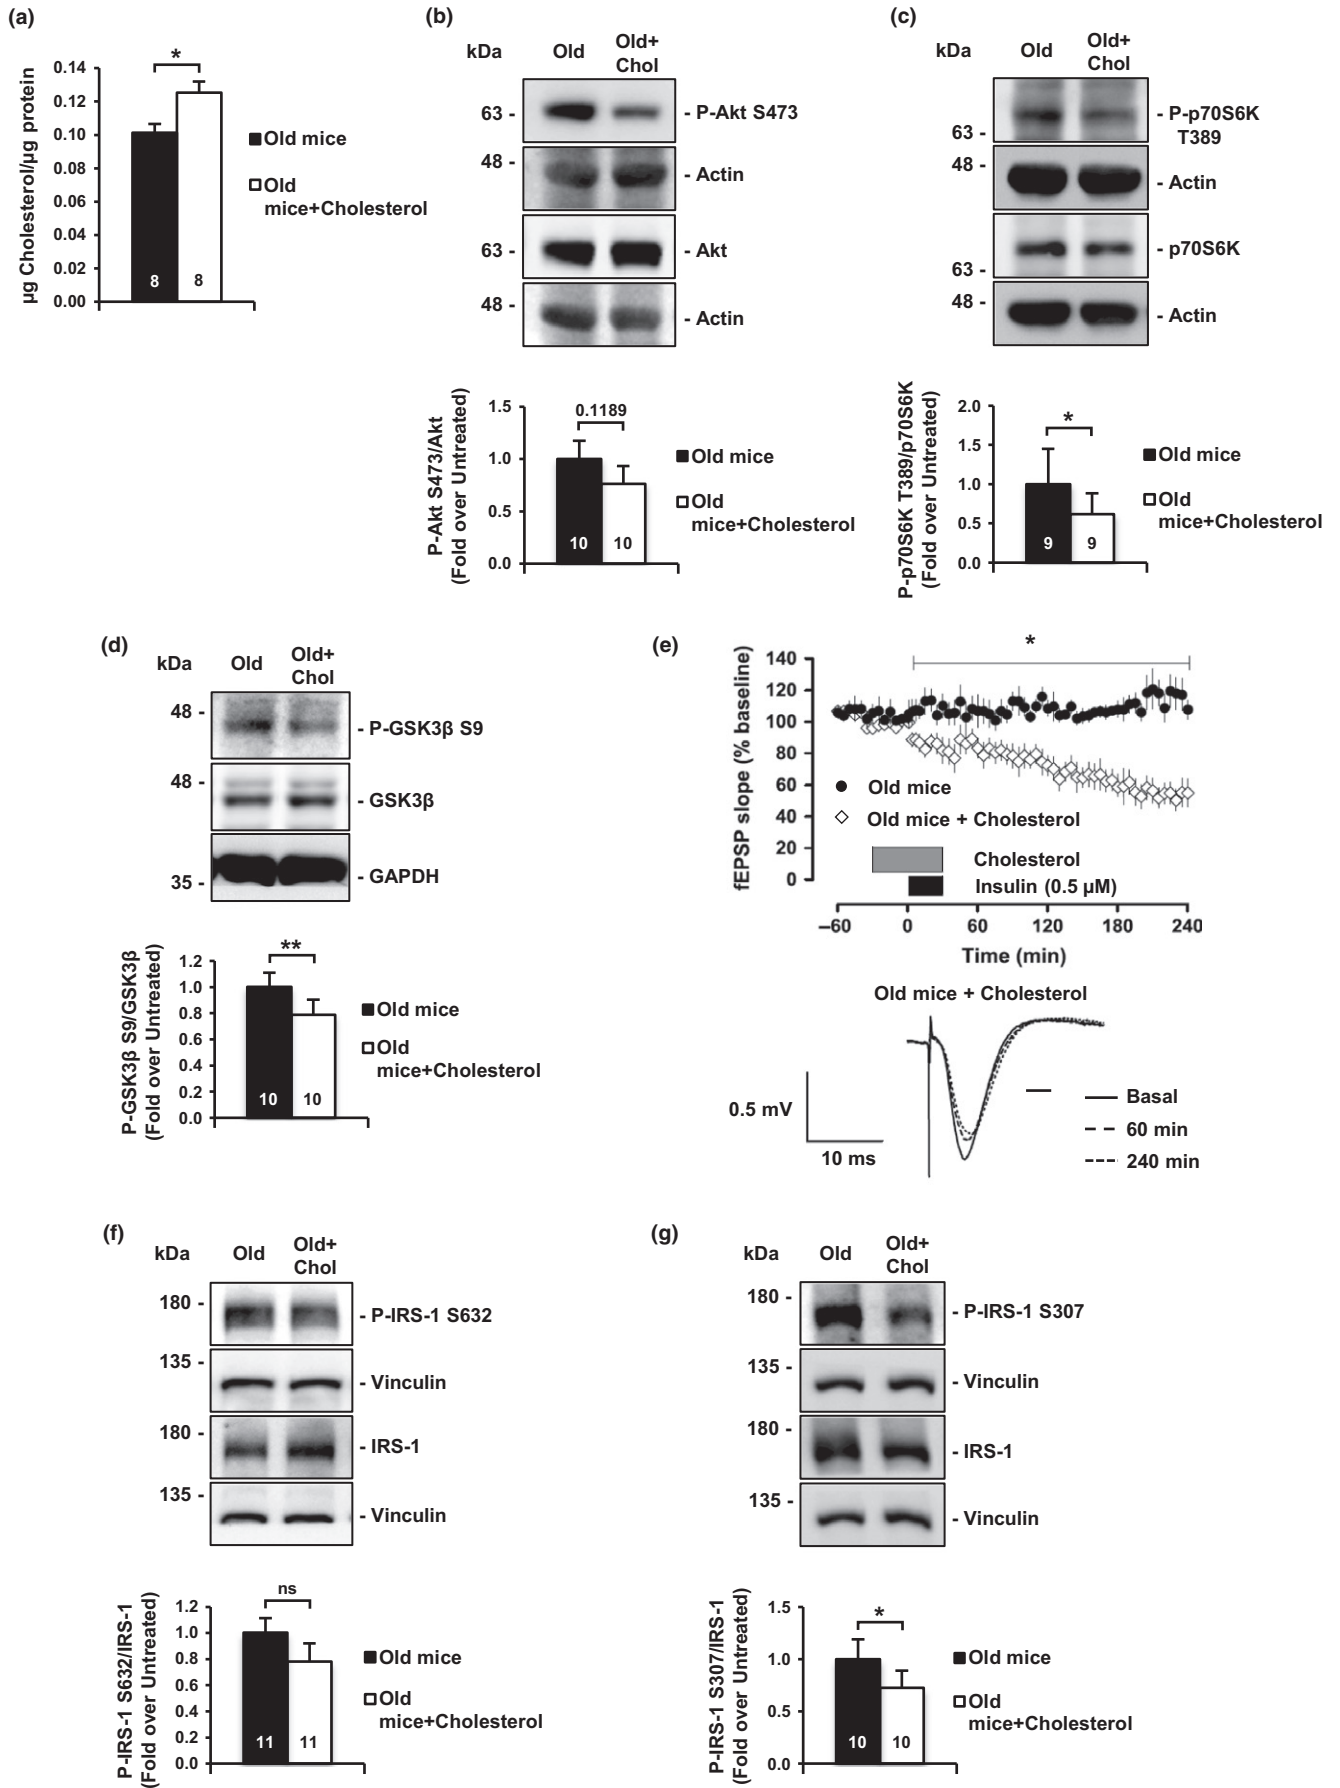 (a)
μg Cholesterol/μg protein
0.14
0.12
0.10
0.08
0.06
0.04
0.02
0.00
*
8
8
Old mice
Old
mice+Cholesterol
(b)
kDa
Old
Old+
Chol
63 -
- P-Akt S473
48 -
- Actin
63 -
- Akt
48 -
- Actin
P-Akt S473/Akt
(Fold over Untreated)
1.5
1.0
0.5
0.0
0.1189
10
10
Old mice
Old
mice+Cholesterol
(c)
kDa
Old
Old+
Chol
- P-p70S6K
T389
63 -
48 -
- Actin
- p70S6K
63 -
48 -
- Actin
P-p70S6K T389/p70S6K
(Fold over Untreated)
2.0
1.5
1.0
0.5
0.0
*
9
9
Old mice
Old
mice+Cholesterol
(d)
kDa
Old
Old+
Chol
48 -
- P-GSK3β S9
48 -
- GSK3β
35 -
- GAPDH
P-GSK3β S9/GSK3β
(Fold over Untreated)
1.2
1.0
0.8
0.6
0.4
0.2
0.0
**
10
10
Old mice
Old
mice+Cholesterol
(e)
*
fEPSP slope (% baseline)
140
120
100
80
60
40
20
0
Old mice
Old mice + Cholesterol
Cholesterol
Insulin (0.5 μM)
–60
0
60
120
180
240
Time (min)
Old mice + Cholesterol
0.5 mV
10 ms
Basal
60 min
240 min
(f)
kDa
Old
Old+
Chol
180 -
- P-IRS-1 S632
135 -
- Vinculin
180 -
- IRS-1
135 -
- Vinculin
P-IRS-1 S632/IRS-1
(Fold over Untreated)
1.2
1.0
0.8
0.6
0.4
0.2
0.0
ns
11
11
Old mice
Old
mice+Cholesterol
(g)
kDa
Old
Old+
Chol
180 -
- P-IRS-1 S307
135 -
- Vinculin
180 -
- IRS-1
135 -
- Vinculin
P-IRS-1 S307/IRS-1
(Fold over Untreated)
1.5
1.0
0.5
0.0
*
10
10
Old mice
Old
mice+Cholesterol